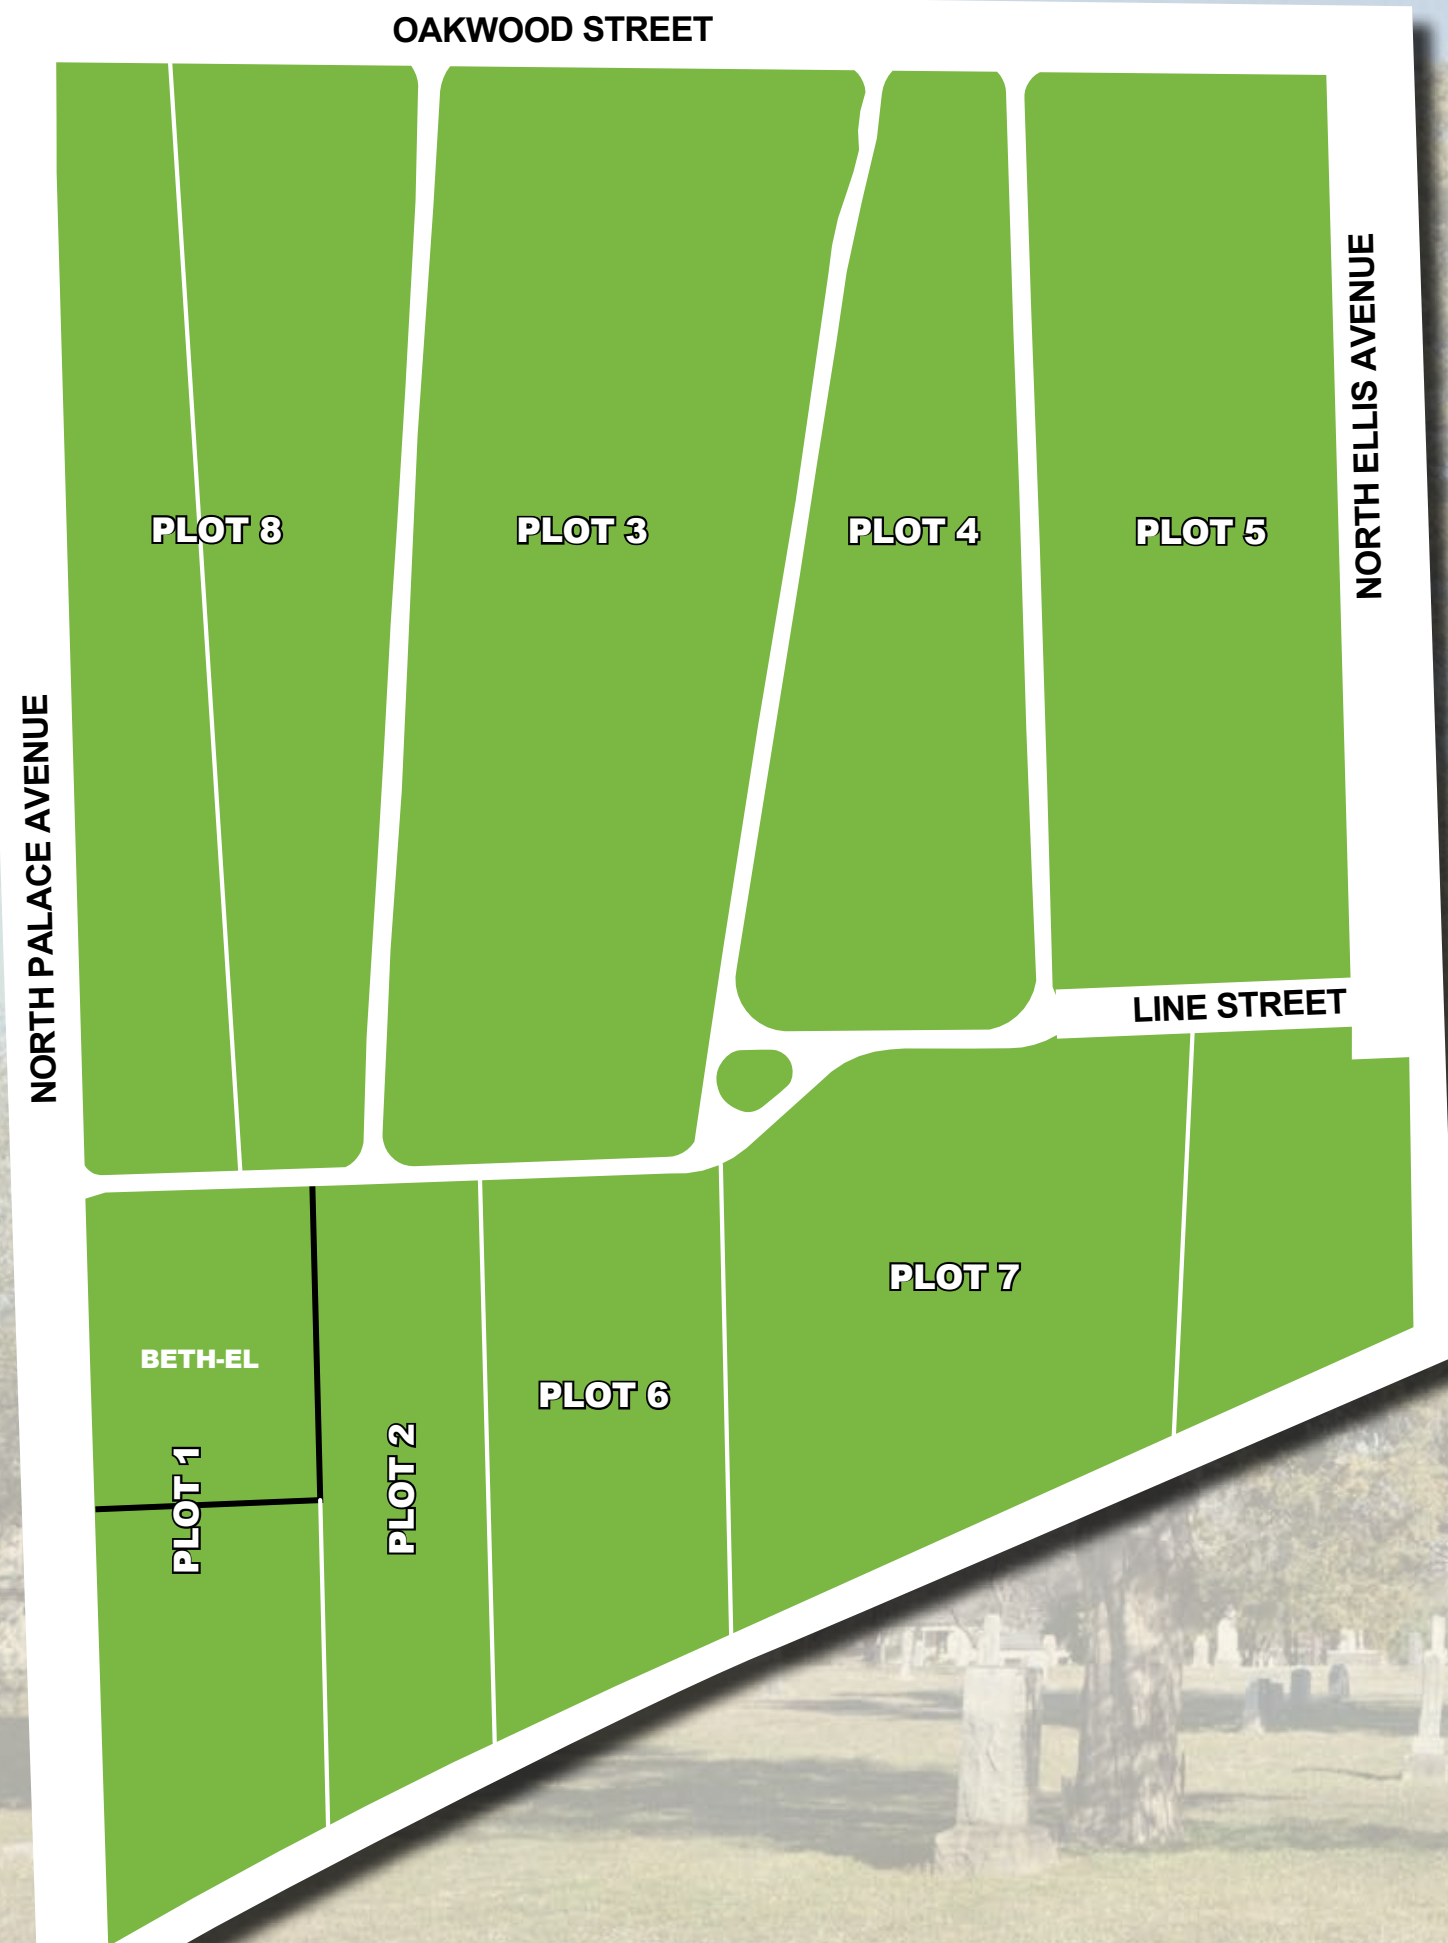 OAKWOOD STREET
NORTH ELLIS AVENUE
PLOT 8
PLOT 3
PLOT 4
PLOT 5
NORTH PALACE AVENUE
LINE STREET
PLOT 7
BETH-EL
PLOT 6
PLOT 2
PLOT 1